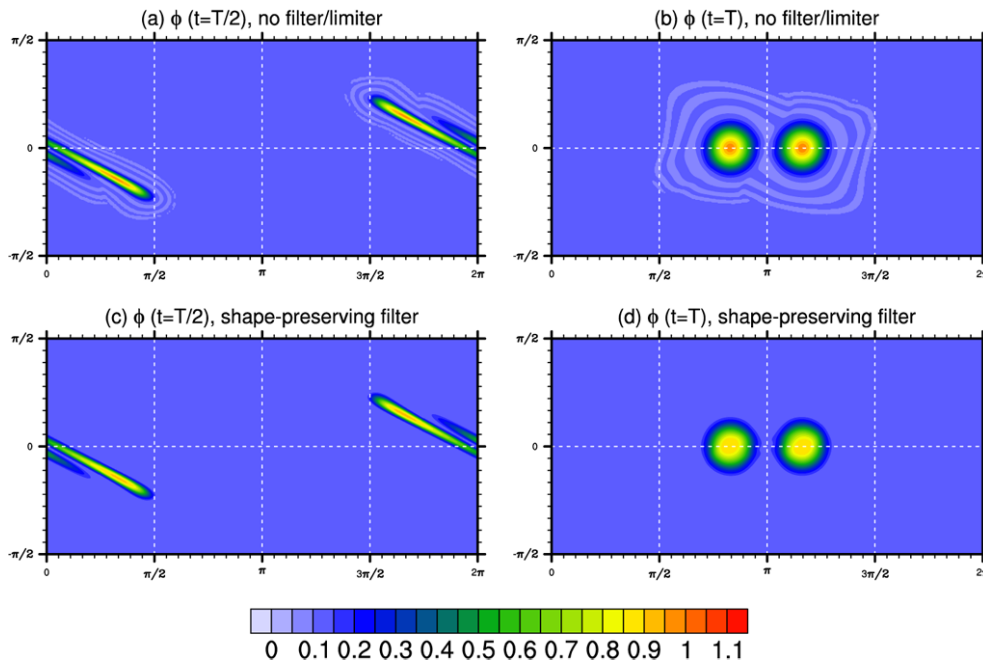 (a) ϕ (t=T/2), no filter/limiter
(b) ϕ (t=T), no filter/limiter
π/2
0
-π/2
0
π/2
π
3π/2
2π
π/2
0
-π/2
0
π/2
π
3π/2
2π
(c) ϕ (t=T/2), shape-preserving filter
(d) ϕ (t=T), shape-preserving filter
π/2
0
-π/2
0
π/2
π
3π/2
2π
π/2
0
-π/2
0
π/2
π
3π/2
2π
0 0.1 0.2 0.3 0.4 0.5 0.6 0.7 0.8 0.9 1 1.1